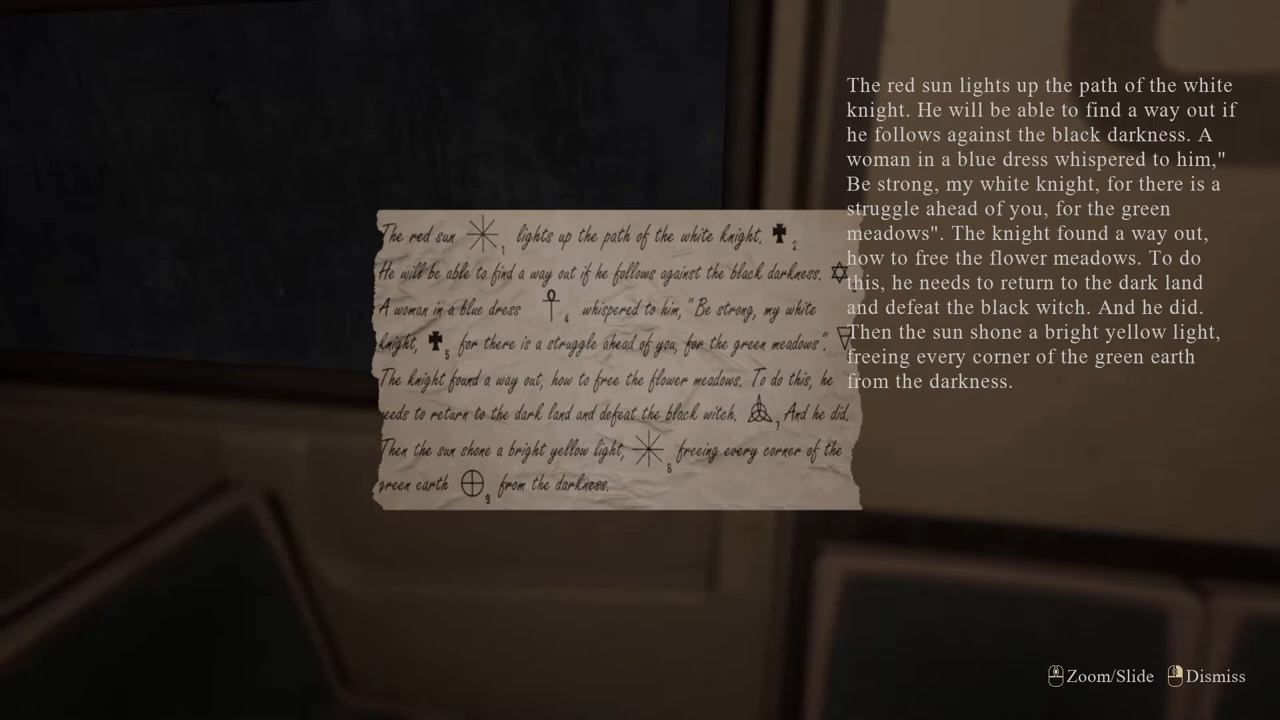 The red sun 1 lights up the path of the white knight. 2
He will be able to find a way out if he follows against the black darkness.
A woman in a blue dress 4 whispered to him, "Be strong, my white
knight, 5 for there is a struggle ahead of you, for the green meadows".
The knight found a way out, how to free the flower meadows. To do this, he
needs to return to the dark land and defeat the black witch. 7 And he did.
Then the sun shone a bright yellow light, 8 freeing every corner of the
green earth 9 from the darkness.
The red sun lights up the path of the white
knight. He will be able to find a way out if
he follows against the black darkness. A
woman in a blue dress whispered to him,"
Be strong, my white knight, for there is a
struggle ahead of you, for the green
meadows". The knight found a way out,
how to free the flower meadows. To do
this, he needs to return to the dark land
and defeat the black witch. And he did.
Then the sun shone a bright yellow light,
freeing every corner of the green earth
from the darkness.
Zoom/Slide Dismiss